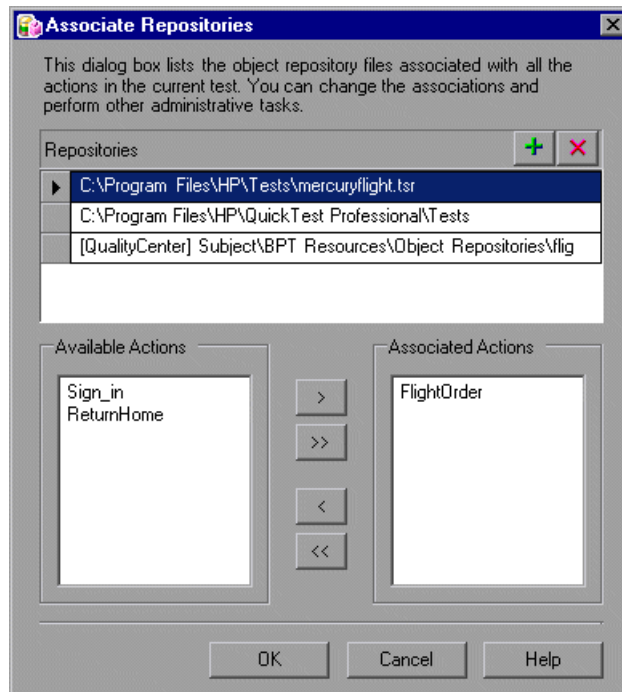 Associate Repositories
This dialog box lists the object repository files associated with all the
actions in the current test. You can change the associations and
perform other administrative tasks.
Repositories
C:\Program Files\HP\Tests\mercuryflight.tsr
C:\Program Files\HP\QuickTest Professional\Tests
[QualityCenter] Subject\BPT Resources\Object Repositories\flig
Available Actions
Associated Actions
Sign_in
ReturnHome
FlightOrder
>
>>
<
<<
OK
Cancel
Help